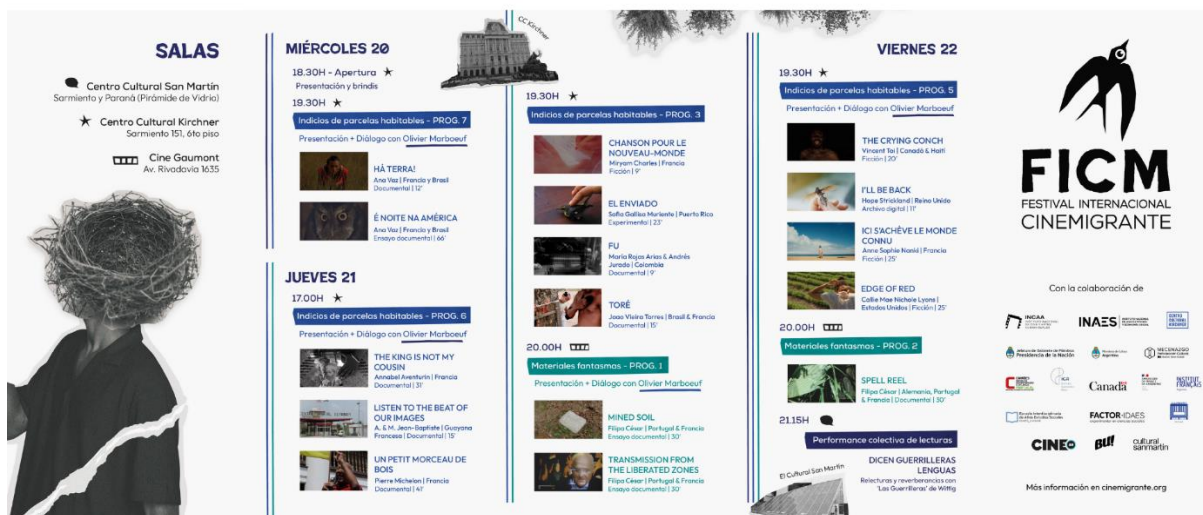 SALAS
Centro Cultural San Martín
Sarmiento y Paraná (Pirámide de Vidrio)
Centro Cultural Kirchner
Sarmiento 151, 6to piso
Cine Gaumont
Av. Rivadavia 1635
MIÉRCOLES 20
18.30H - Apertura
Presentación y brindis
19.30H
Indicios de parcelas habitables - PROG. 7
Presentación + Diálogo con Olivier Marboeuf
HÁ TERRA!
Ana Vaz | Francia y Brasil
Documental | 12'
É NOITE NA AMÉRICA
Ana Vaz | Francia y Brasil
Ensayo documental | 66'
JUEVES 21
17.00H
Indicios de parcelas habitables - PROG. 6
Presentación + Diálogo con Olivier Marboeuf
THE KING IS NOT MY
COUSIN
Annabel Aventurin | Francia
Documental | 31'
LISTEN TO THE BEAT OF
OUR IMAGES
A. & M. Jean-Baptiste | Guayana
Francesa | Documental | 15'
UN PETIT MORCEAU DE
BOIS
Pierre Michelon | Francia
Documental | 41'
CC Kirchner
19.30H
Indicios de parcelas habitables - PROG. 3
CHANSON POUR LE
NOUVEAU-MONDE
Miryam Charles | Francia
Ficción | 9'
EL ENVIADO
Sofía Gallisa Muriente | Puerto Rico
Experimental | 23'
FU
María Rojas Arias & Andrés
Jurado | Colombia
Documental | 9'
TORÉ
Joao Vieira Torres | Brasil & Francia
Documental | 15'
20.00H
Materiales fantasmas - PROG. 1
Presentación + Diálogo con Olivier Marboeuf
MINED SOIL
Filipa César | Portugal & Francia
Ensayo documental | 30'
TRANSMISSION FROM
THE LIBERATED ZONES
Filipa César | Portugal & Francia
Ensayo documental | 30'
VIERNES 22
19.30H
Indicios de parcelas habitables - PROG. 5
Presentación + Diálogo con Olivier Marboeuf
THE CRYING CONCH
Vincent Toi | Canadá & Haití
Ficción | 20'
I'LL BE BACK
Hope Strickland | Reino Unido
Archivo digital | 11'
ICI S'ACHÈVE LE MONDE
CONNU
Anne Sophie Nanki | Francia
Ficción | 25'
EDGE OF RED
Callie Mae Nichole Lyons |
Estados Unidos | Ficción | 25'
20.00H
Materiales fantasmas - PROG. 2
SPELL REEL
Filipa César | Alemania, Portugal
& Francia | Documental | 30'
21.15H
Performance colectiva de lecturas
DICEN GUERRILLERAS
LENGUAS
Relecturas y reverberancias con
'Las Guerrilleras' de Wittig
El Cultural San Martín
FICM
FESTIVAL INTERNACIONAL
CINEMIGRANTE
Con la colaboración de
INCAA
INAES
Presidencia de la Nación
MECENAZGO
Canadá
INSTITUT
FRANÇAIS
FACTOR-IDAES
CINE
BU!
cultural
sanmartín
Más información en cinemigrante.org